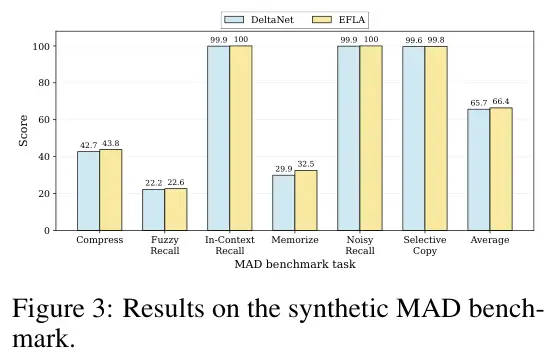 DeltaNet EFLA
Score
100
80
60
40
20
0
42.7 43.8
22.2 22.6
99.9 100
29.9 32.5
99.9 100
99.6 99.8
65.7 66.4
Compress
Fuzzy
Recall
In-Context
Recall
Memorize
Noisy
Recall
Selective
Copy
Average
MAD benchmark task
Figure 3: Results on the synthetic MAD bench-
mark.